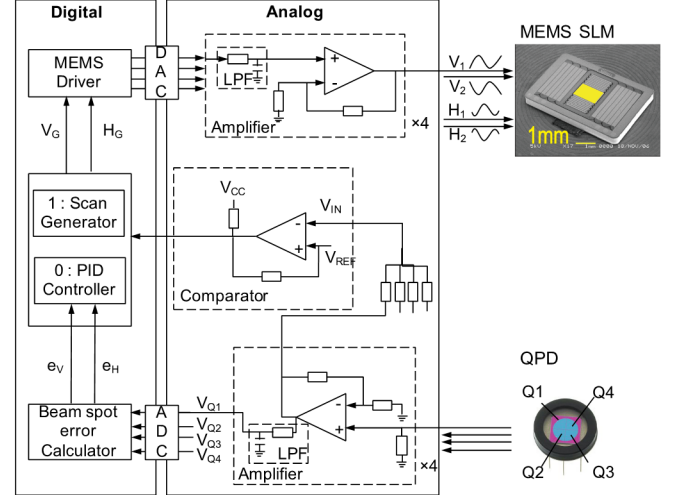 Digital
Analog
MEMS SLM
MEMS
Driver
D
A
C
LPF
+
-
Amplifier
×4
V1
V2
H1
H2
1mm
VG
HG
1 : Scan
Generator
0 : PID
Controller
VCC
VIN
-
+
VREF
Comparator
eV
eH
QPD
Q1
Q4
Q2
Q3
Beam spot
error
Calculator
A
D
C
VQ1
VQ2
VQ3
VQ4
-
+
LPF
Amplifier
×4